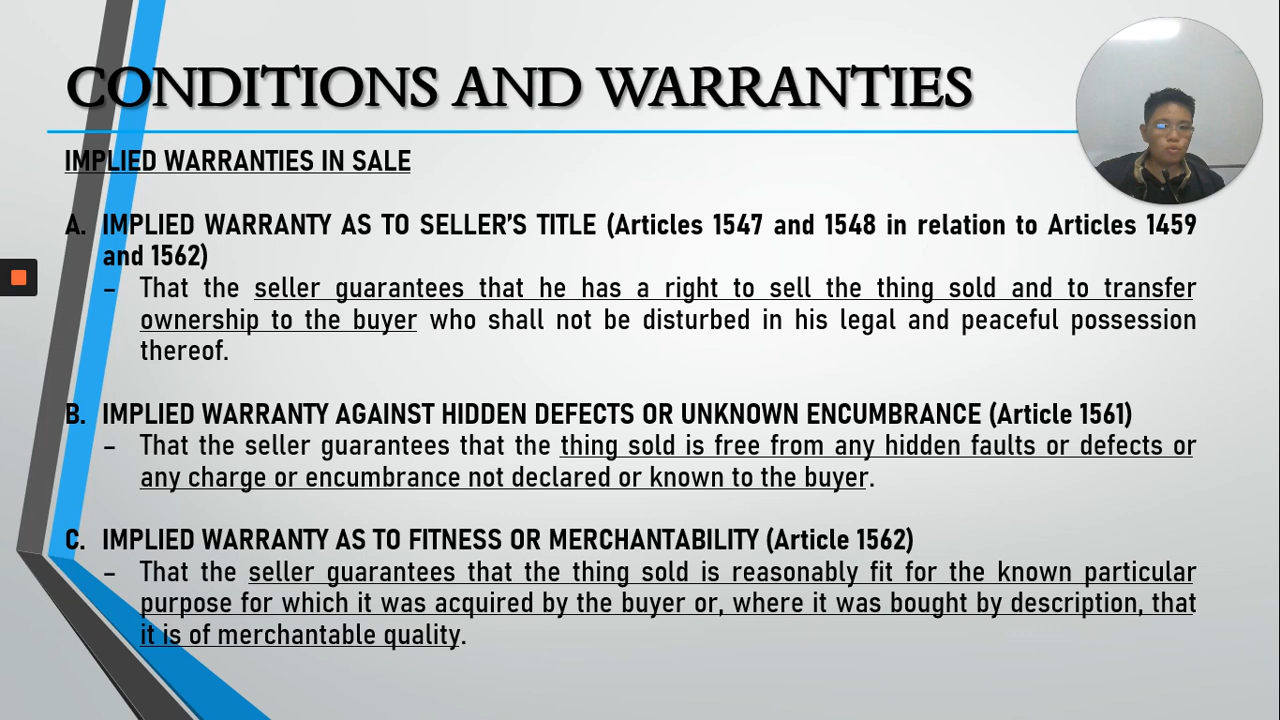 CONDITIONS AND WARRANTIES
IMPLIED WARRANTIES IN SALE
A. IMPLIED WARRANTY AS TO SELLER'S TITLE (Articles 1547 and 1548 in relation to Articles 1459
and 1562)
– That the seller guarantees that he has a right to sell the thing sold and to transfer
ownership to the buyer who shall not be disturbed in his legal and peaceful possession
thereof.
B. IMPLIED WARRANTY AGAINST HIDDEN DEFECTS OR UNKNOWN ENCUMBRANCE (Article 1561)
– That the seller guarantees that the thing sold is free from any hidden faults or defects or
any charge or encumbrance not declared or known to the buyer.
C. IMPLIED WARRANTY AS TO FITNESS OR MERCHANTABILITY (Article 1562)
– That the seller guarantees that the thing sold is reasonably fit for the known particular
purpose for which it was acquired by the buyer or, where it was bought by description, that
it is of merchantable quality.